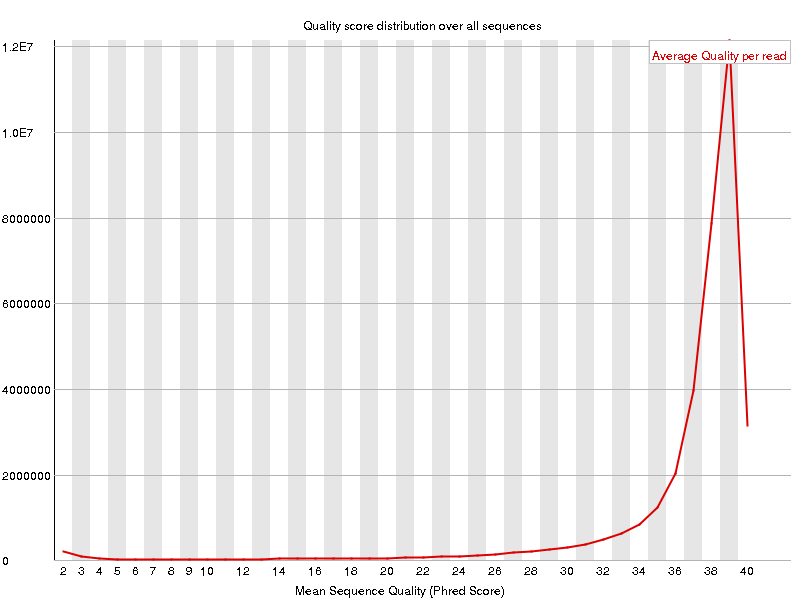 Quality score distribution over all sequences
1.2E7
Average Quality per read
1.0E7
8000000
6000000
4000000
2000000
0
2 3 4 5 6 7 8 9 10 12 14 16 18 20 22 24 26 28 30 32 34 36 38 40
Mean Sequence Quality (Phred Score)